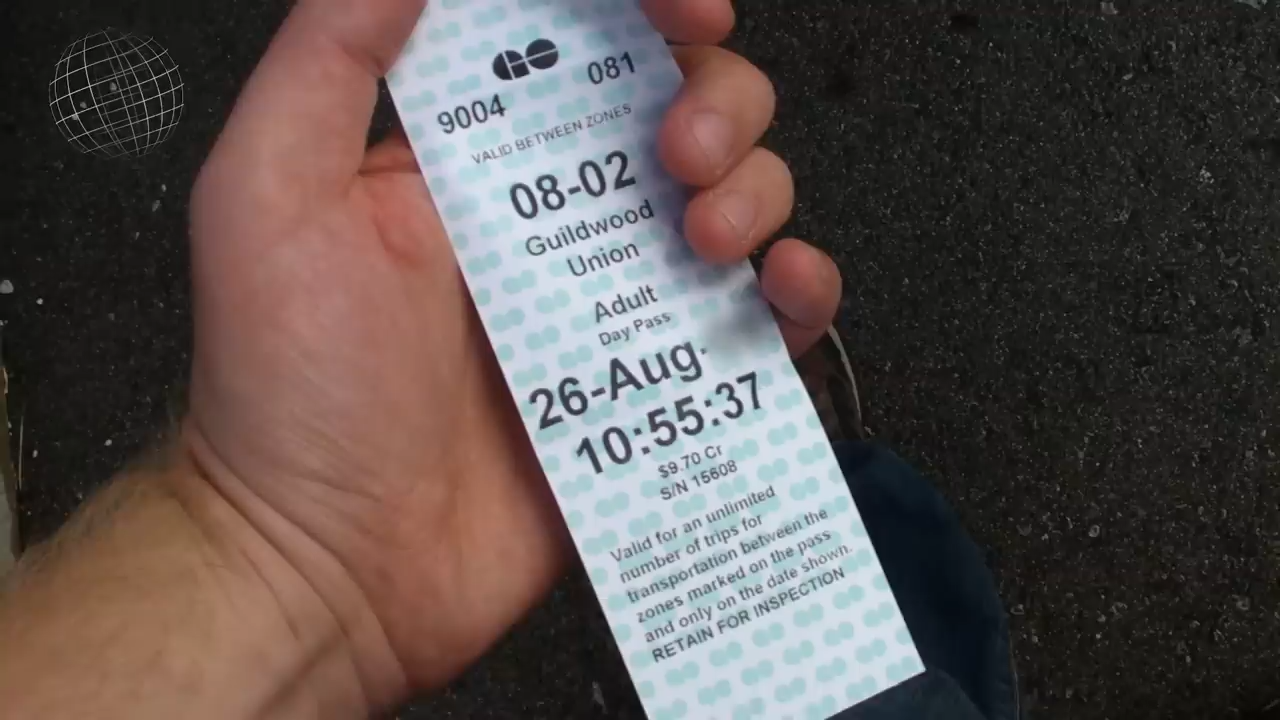 GO
9004 081
VALID BETWEEN ZONES
08-02
Guildwood
Union
Adult
Day Pass
26-Aug
10:55:37
$9.70 Cr
S/N 15608
Valid for an unlimited
number of trips for
transportation between the
zones marked on the pass
and only on the date shown.
RETAIN FOR INSPECTION